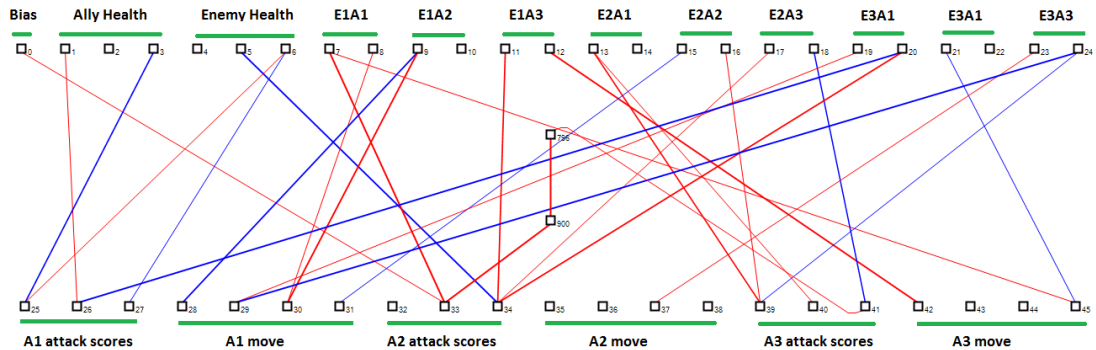 Bias Ally Health Enemy Health E1A1 E1A2 E1A3 E2A1 E2A2 E2A3 E3A1 E3A1 E3A3
0 1 2 3 4 5 6 7 8 9 10 11 12 13 14 15 16 17 18 19 20 21 22 23 24
796
900
25 26 27 28 29 30 31 32 33 34 35 36 37 38 39 40 41 42 43 44 45
A1 attack scores A1 move A2 attack scores A2 move A3 attack scores A3 move